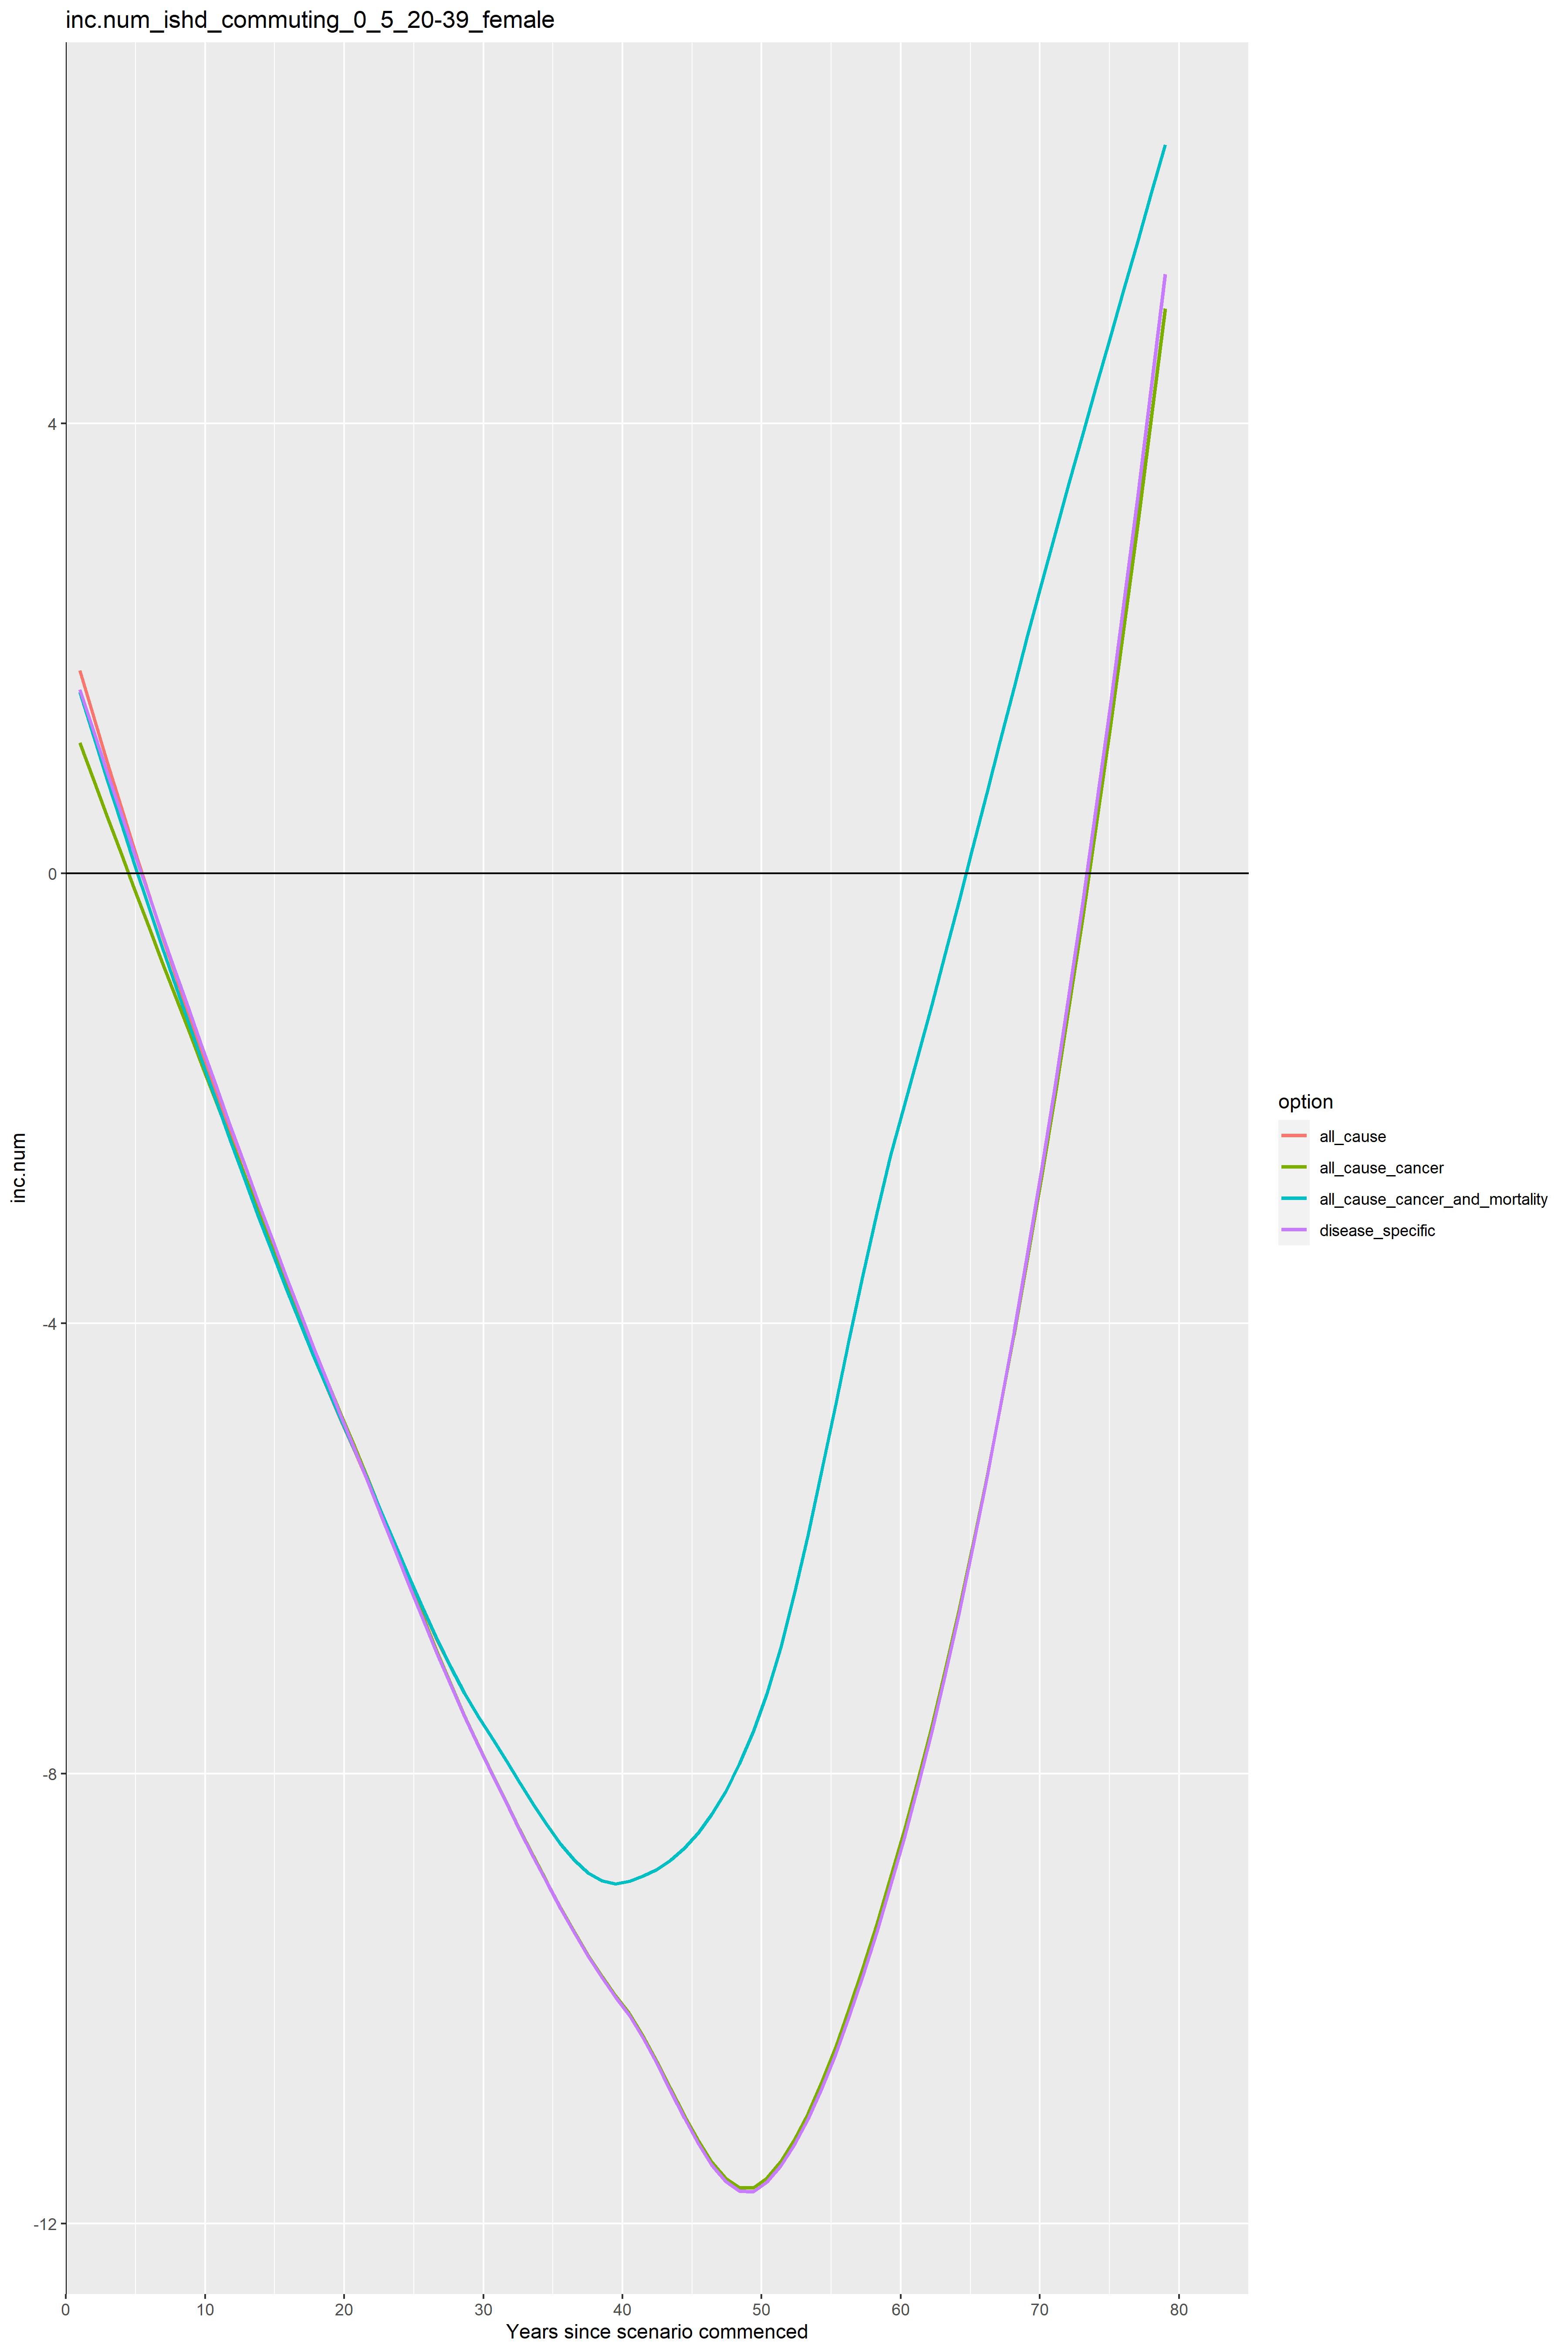 inc.num_ishd_commuting_0_5_20-39_female
4
0
-4
-8
-12
inc.num
0 10 20 30 40 50 60 70 80
Years since scenario commenced
option
all_cause
all_cause_cancer
all_cause_cancer_and_mortality
disease_specific